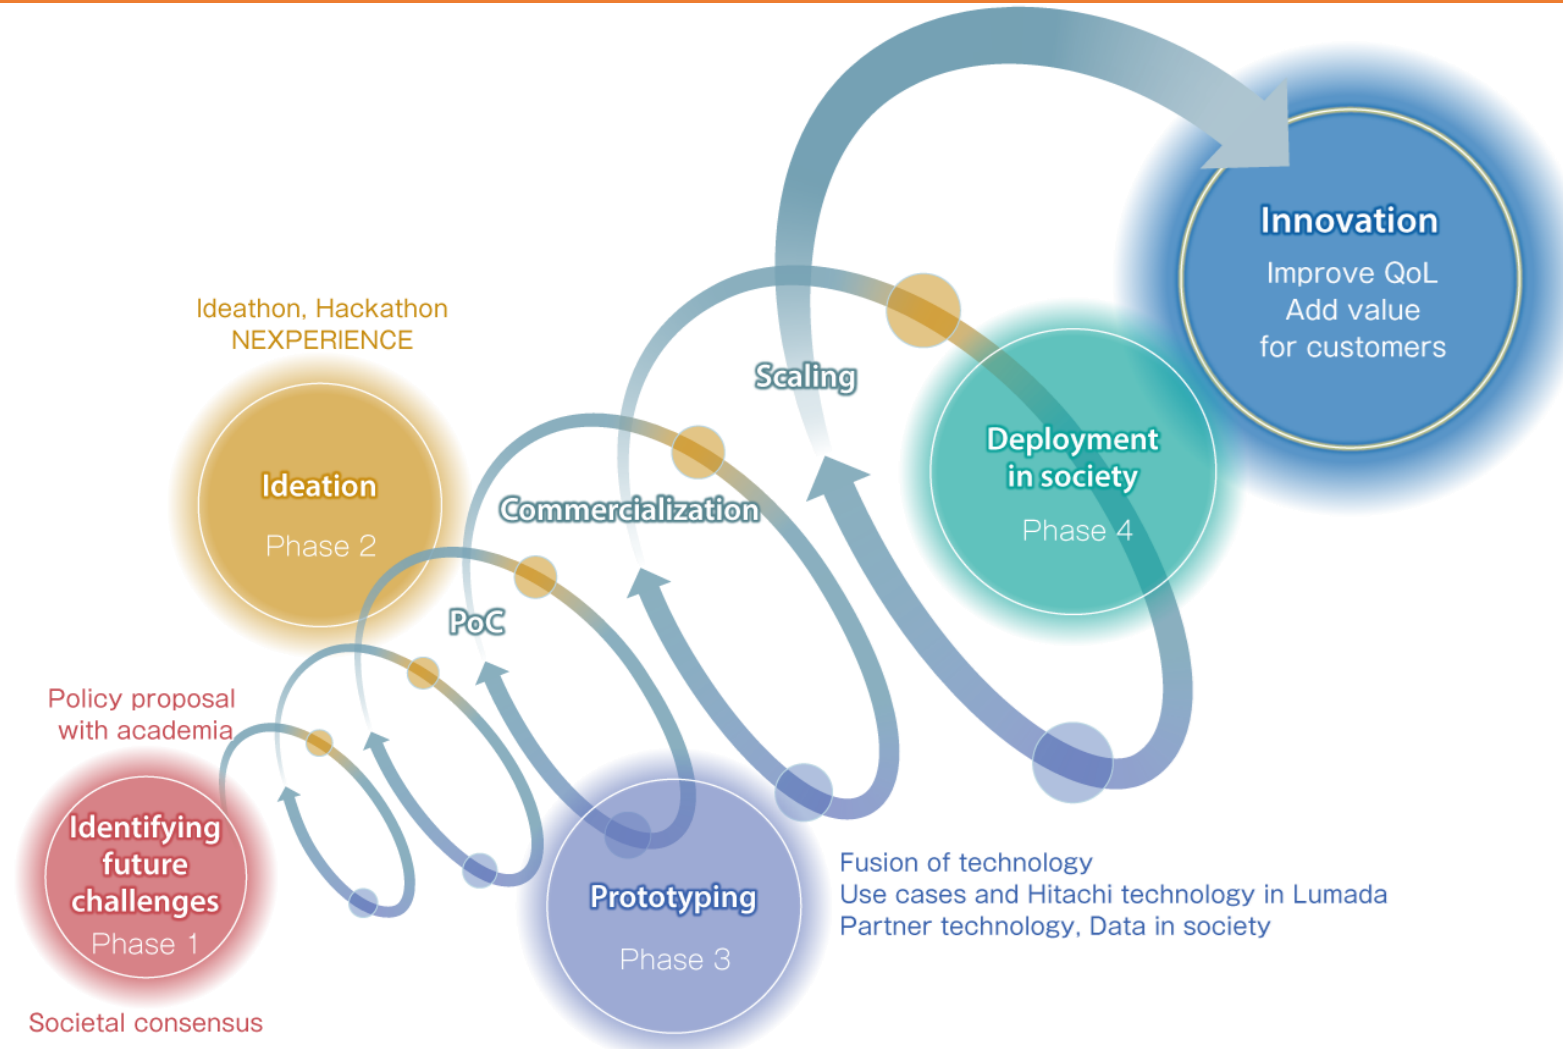 Policy proposal
with academia
Identifying
future
challenges
Phase 1
Societal consensus
Ideathon, Hackathon
NEXPERIENCE
Ideation
Phase 2
PoC
Commercialization
Scaling
Prototyping
Phase 3
Fusion of technology
Use cases and Hitachi technology in Lumada
Partner technology, Data in society
Deployment
in society
Phase 4
Innovation
Improve QoL
Add value
for customers